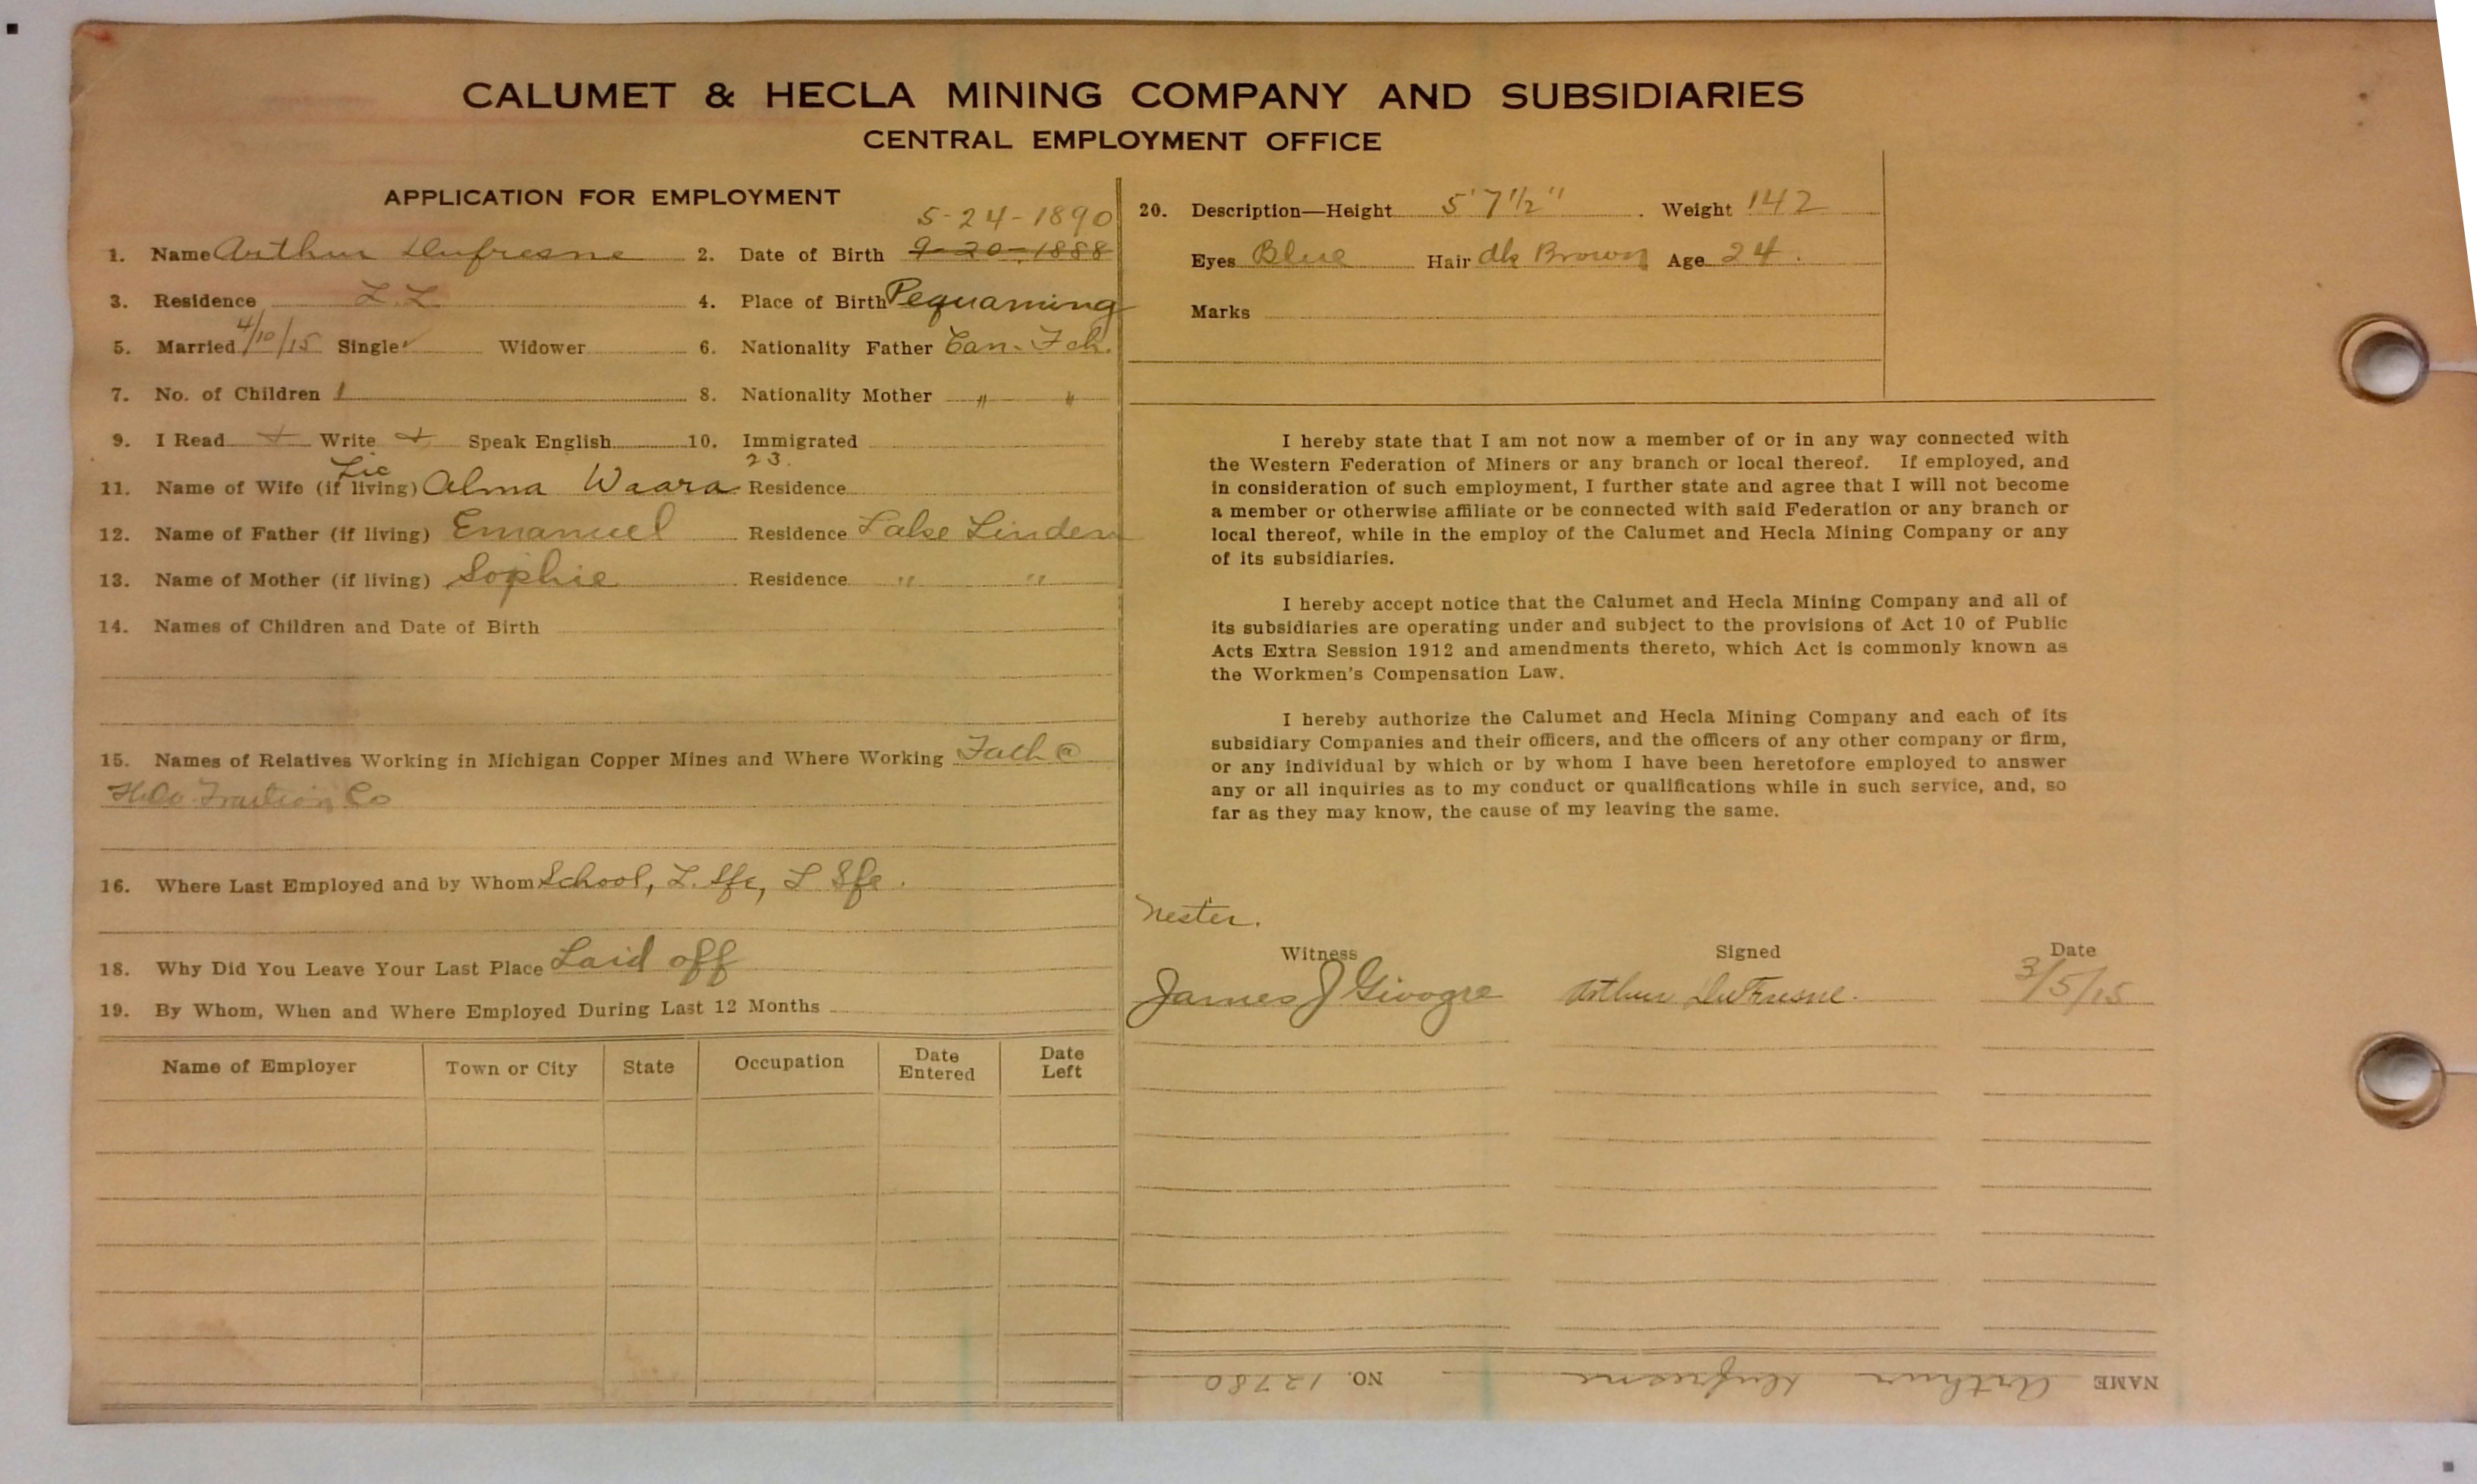 CALUMET & HECLA MINING COMPANY AND SUBSIDIARIES
CENTRAL EMPLOYMENT OFFICE
APPLICATION FOR EMPLOYMENT
5-24-1890
1. Name Arthur Dufresne 2. Date of Birth 9-20-1888
3. Residence L.L 4. Place of Birth Pequaming
5. Married 4/10/15 Single ✓ Widower 6. Nationality Father Can. Fch.
7. No. of Children 1 8. Nationality Mother " "
9. I Read + Write + Speak English 10. Immigrated
Lic 23.
11. Name of Wife (if living) Alma Waara Residence
12. Name of Father (if living) Emanuel Residence Lake Linden
13. Name of Mother (if living) Sophie Residence " "
14. Names of Children and Date of Birth
15. Names of Relatives Working in Michigan Copper Mines and Where Working Fath @
Traction Co
16. Where Last Employed and by Whom School, L. Sfe, L Sfe.
18. Why Did You Leave Your Last Place Laid off
19. By Whom, When and Where Employed During Last 12 Months
Name of Employer Town or City State Occupation Date Entered Date Left
20. Description—Height 5' 7 1/2" Weight 142
Eyes Blue Hair dk Brown Age 24.
Marks
I hereby state that I am not now a member of or in any way connected with
the Western Federation of Miners or any branch or local thereof. If employed, and
in consideration of such employment, I further state and agree that I will not become
a member or otherwise affiliate or be connected with said Federation or any branch or
local thereof, while in the employ of the Calumet and Hecla Mining Company or any
of its subsidiaries.
I hereby accept notice that the Calumet and Hecla Mining Company and all of
its subsidiaries are operating under and subject to the provisions of Act 10 of Public
Acts Extra Session 1912 and amendments thereto, which Act is commonly known as
the Workmen's Compensation Law.
I hereby authorize the Calumet and Hecla Mining Company and each of its
subsidiary Companies and their officers, and the officers of any other company or firm,
or any individual by which or by whom I have been heretofore employed to answer
any or all inquiries as to my conduct or qualifications while in such service, and, so
far as they may know, the cause of my leaving the same.
Nester.
Witness Signed Date
James J Givogre Arthur DuFresne. 3/5/15
NAME Arthur Dufresne NO. 12780